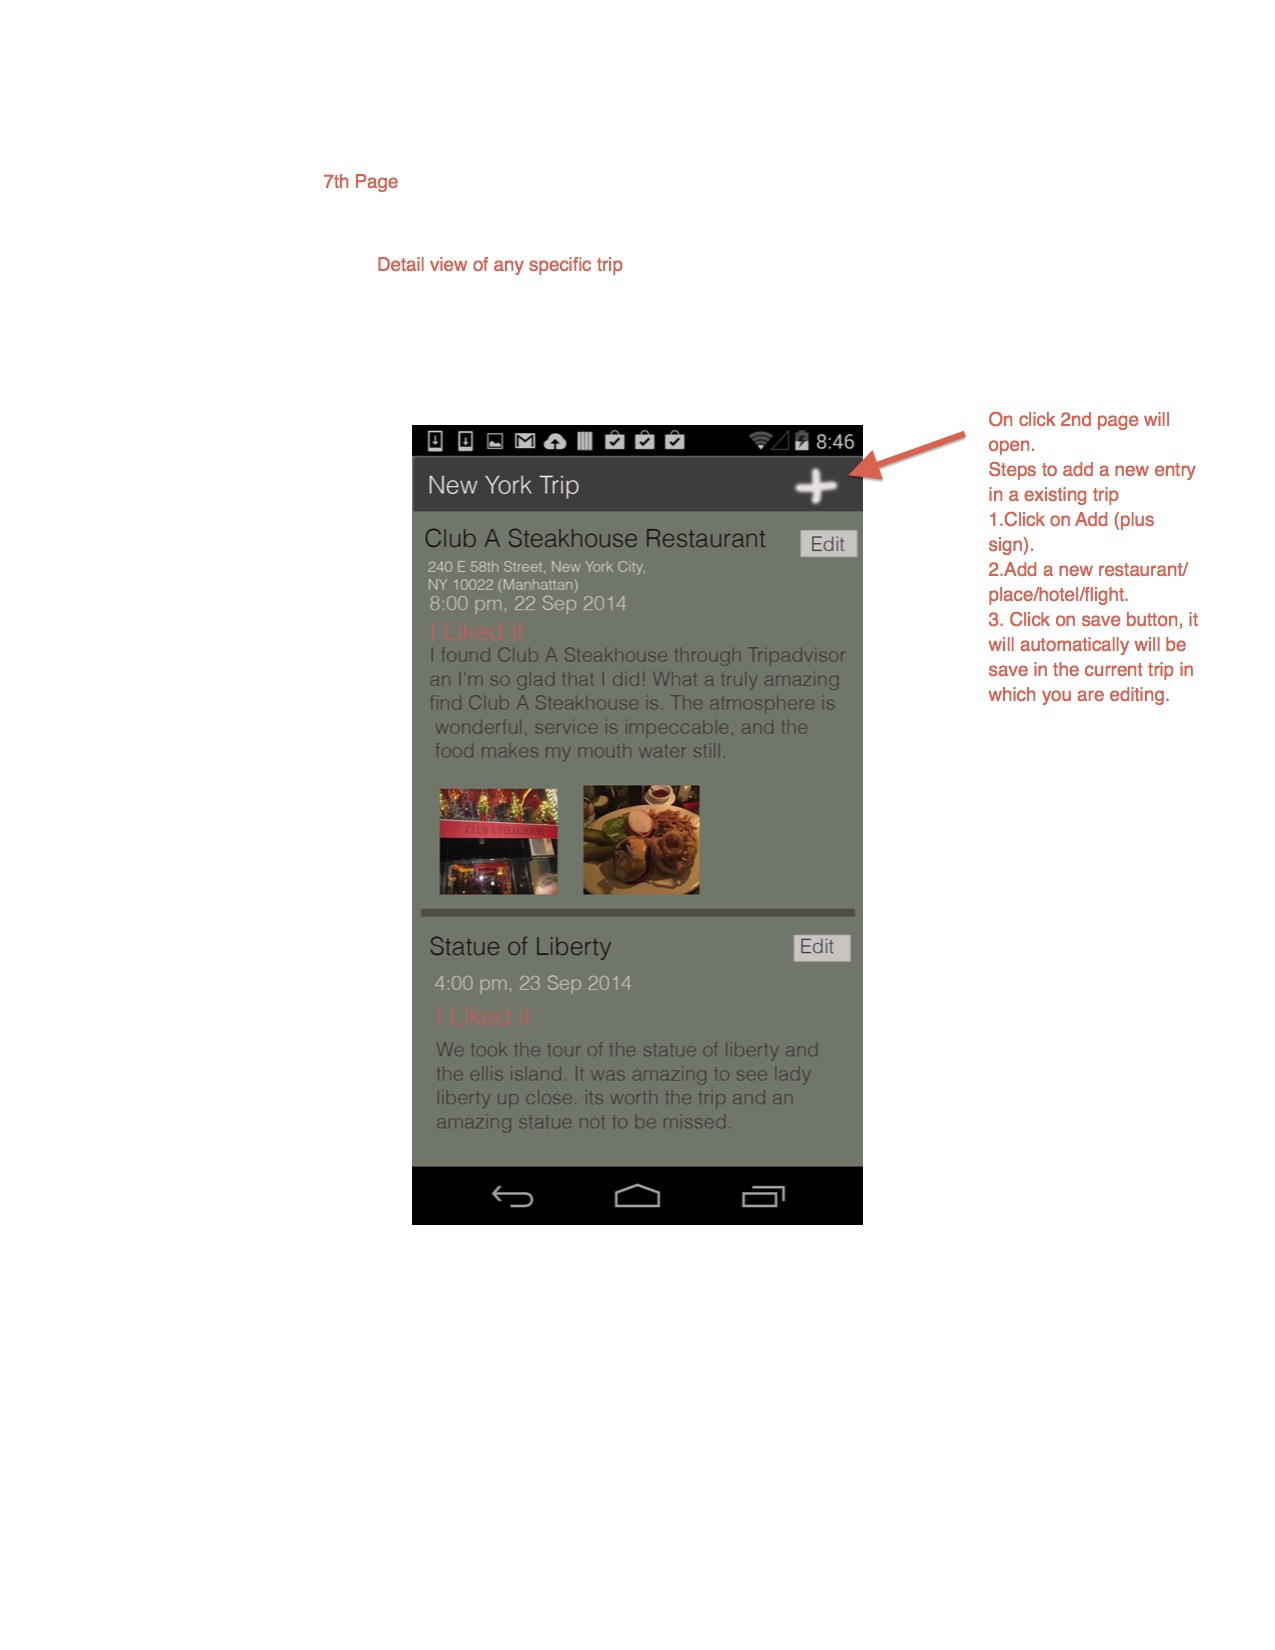 7th Page
Detail view of any specific trip
On click 2nd page will
open.
Steps to add a new entry
in a existing trip
1.Click on Add (plus
sign).
2.Add a new restaurant/
place/hotel/flight.
3. Click on save button, it
will automatically will be
save in the current trip in
which you are editing.
8:46
New York Trip
Club A Steakhouse Restaurant
Edit
240 E 58th Street, New York City,
NY 10022 (Manhattan)
8:00 pm, 22 Sep 2014
I Liked it
I found Club A Steakhouse through Tripadvisor
an I'm so glad that I did! What a truly amazing
find Club A Steakhouse is. The atmosphere is
wonderful, service is impeccable, and the
food makes my mouth water still.
CLUB A STEAKHOUSE
Statue of Liberty
Edit
4:00 pm, 23 Sep 2014
I Liked it
We took the tour of the statue of liberty and
the ellis island. It was amazing to see lady
liberty up close. its worth the trip and an
amazing statue not to be missed.